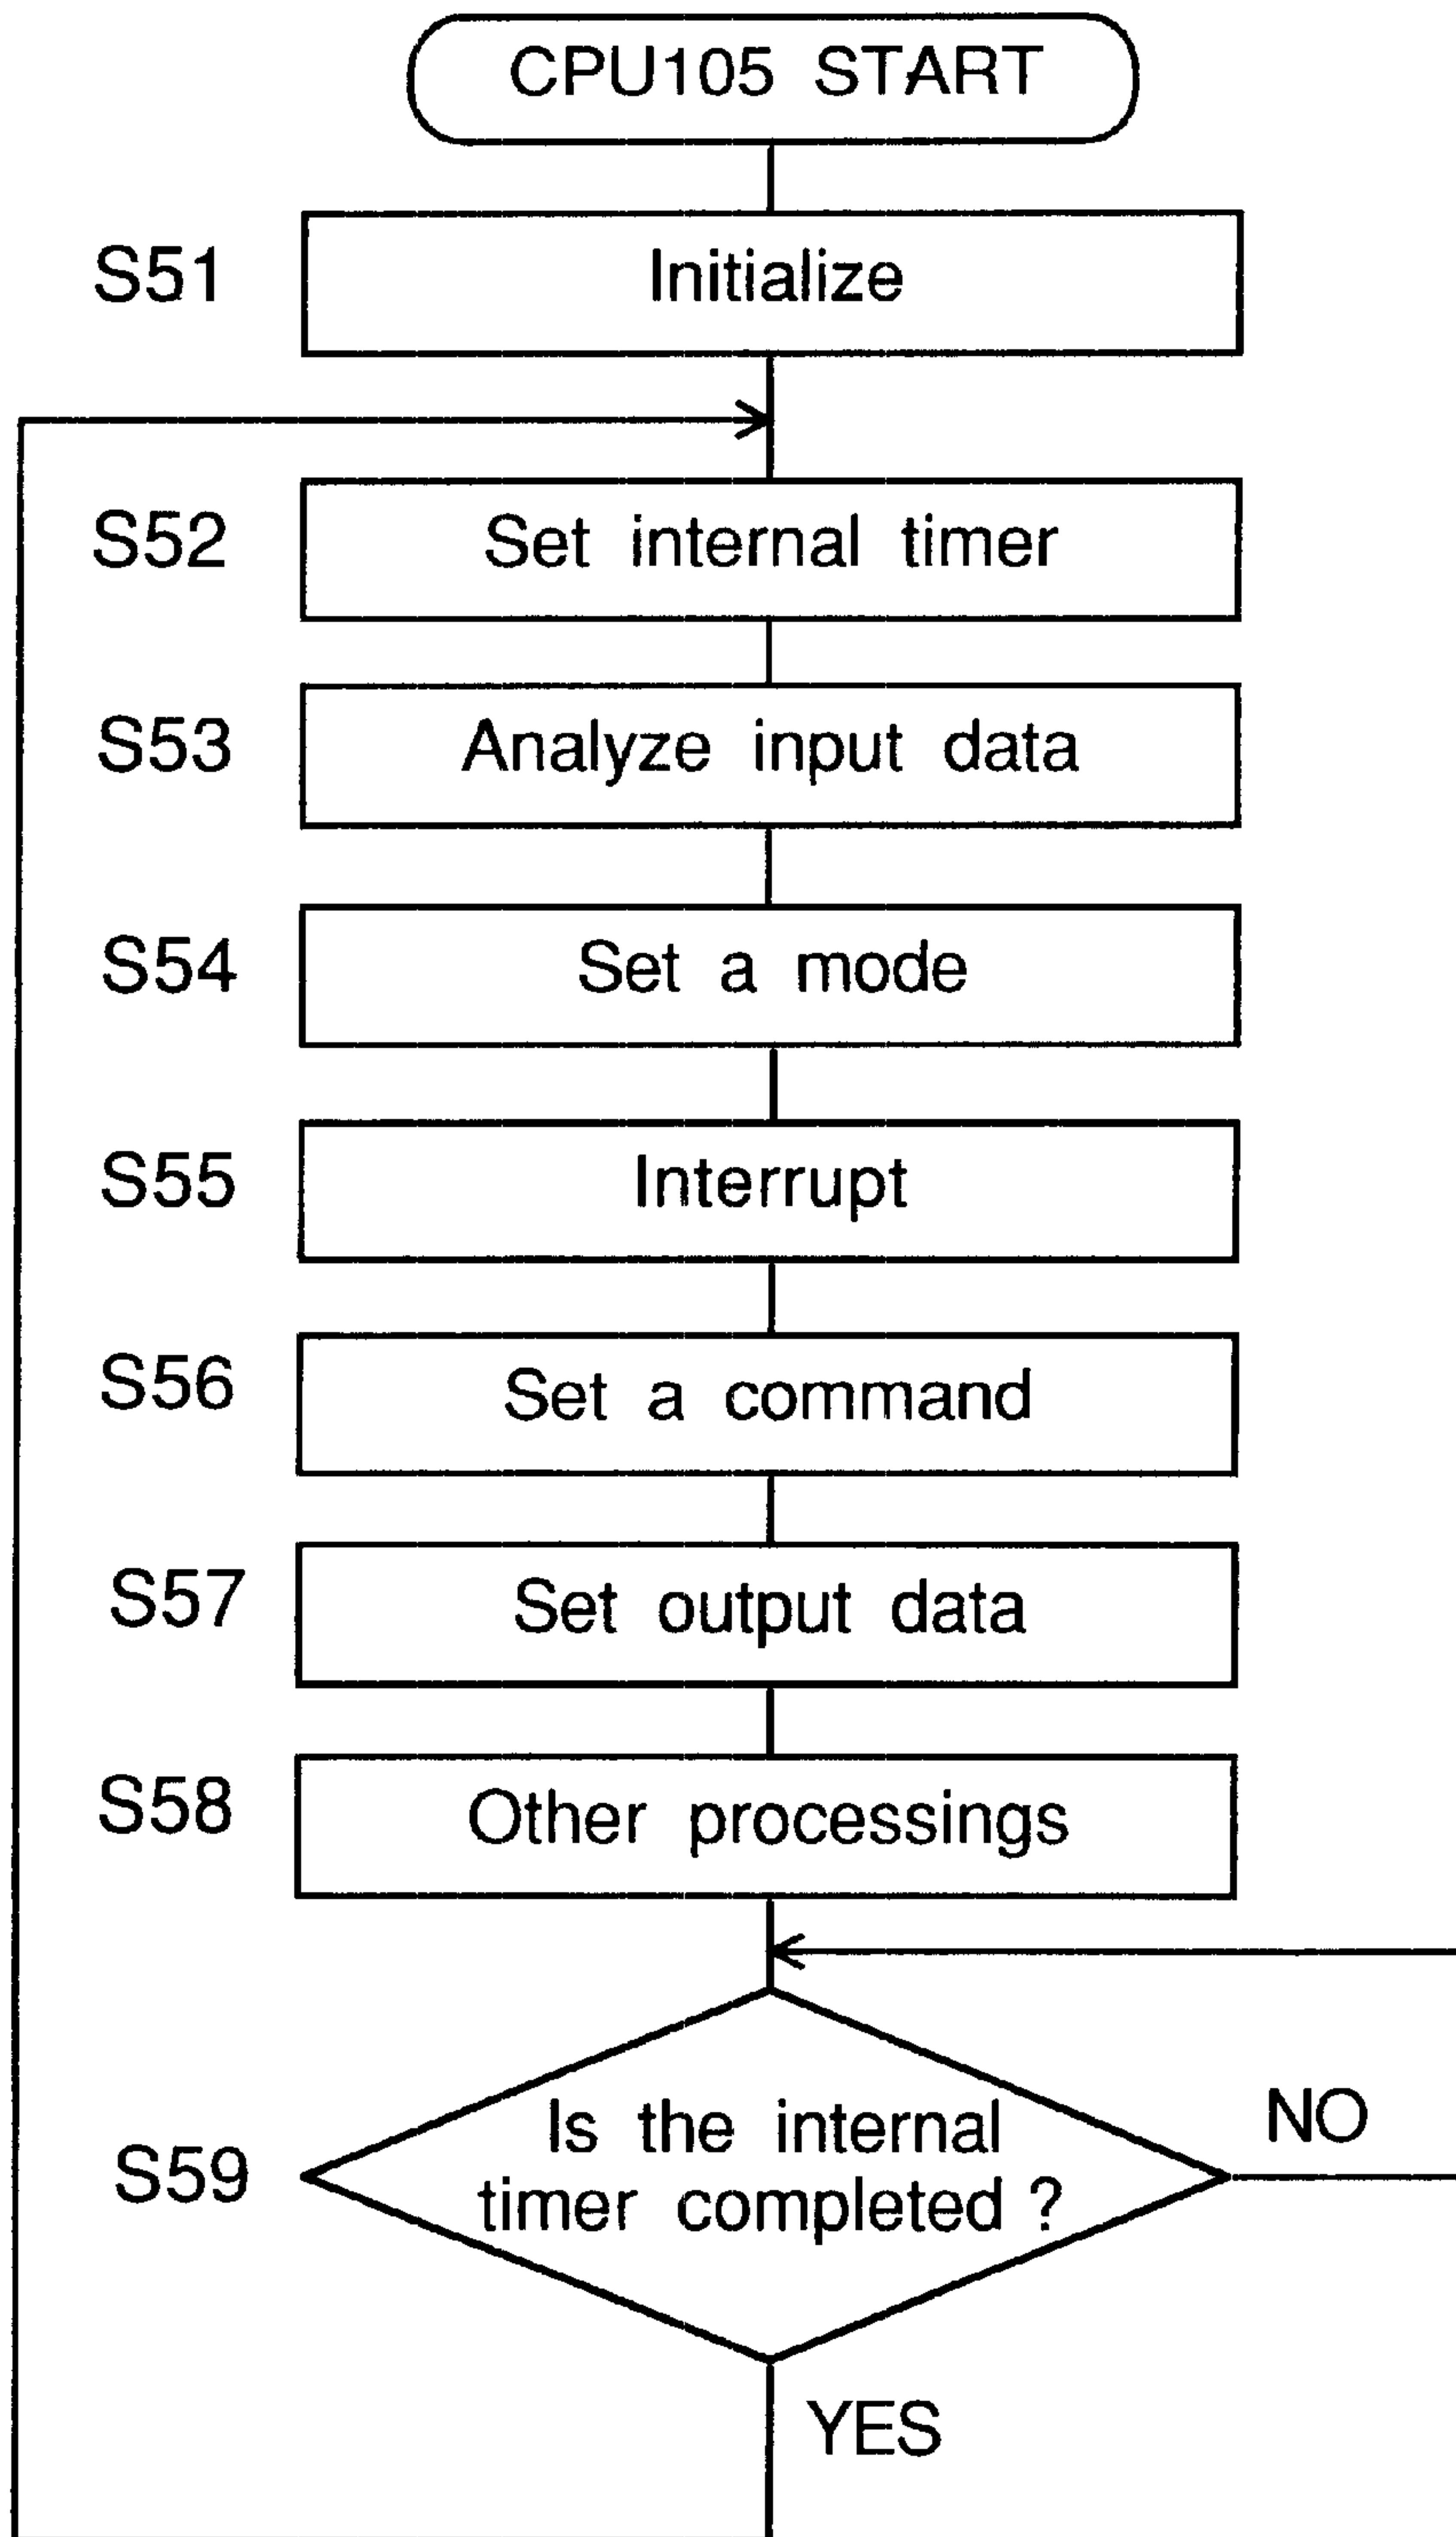 CPU105 START
S51
Initialize
S52
Set internal timer
S53
Analyze input data
S54
Set a mode
S55
Interrupt
S56
Set a command
S57
Set output data
S58
Other processings
S59
Is the internal
timer completed ?
NO
YES